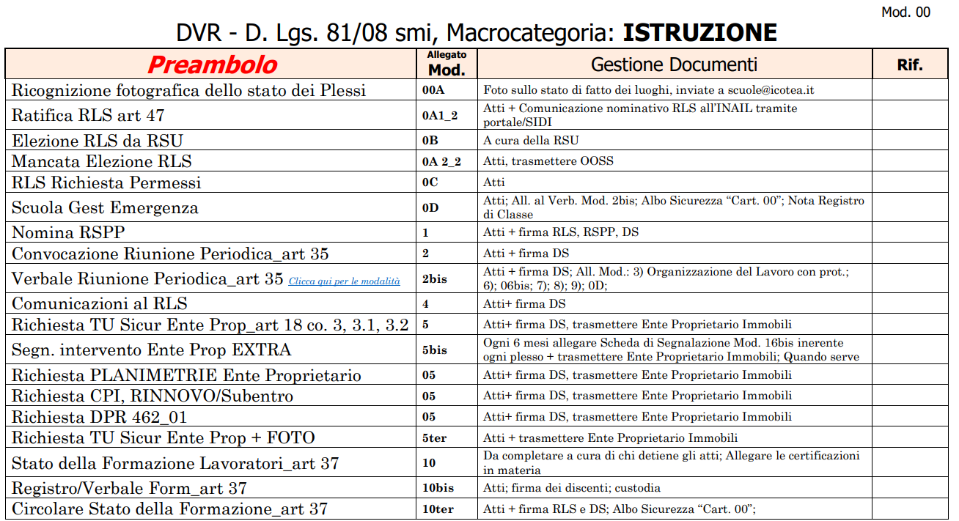 Mod. 00
DVR - D. Lgs. 81/08 smi, Macrocategoria: ISTRUZIONE
Preambolo Allegato Mod. Gestione Documenti Rif.
Ricognizione fotografica dello stato dei Plessi 00A Foto sullo stato di fatto dei luoghi, inviate a scuole@icotea.it
Ratifica RLS art 47 0A1_2 Atti + Comunicazione nominativo RLS all'INAIL tramite
portale/SIDI
Elezione RLS da RSU 0B A cura della RSU
Mancata Elezione RLS 0A 2_2 Atti, trasmettere OOSS
RLS Richiesta Permessi 0C Atti
Scuola Gest Emergenza 0D Atti; All. al Verb. Mod. 2bis; Albo Sicurezza “Cart. 00”; Nota Registro
di Classe
Nomina RSPP 1 Atti + firma RLS, RSPP, DS
Convocazione Riunione Periodica_art 35 2 Atti + firma DS
Verbale Riunione Periodica_art 35 Clicca qui per le modalità 2bis Atti + firma DS; All. Mod.: 3) Organizzazione del Lavoro con prot.;
6); 06bis; 7); 8); 9); 0D;
Comunicazioni al RLS 4 Atti+ firma DS
Richiesta TU Sicur Ente Prop_art 18 co. 3, 3.1, 3.2 5 Atti+ firma DS, trasmettere Ente Proprietario Immobili
Segn. intervento Ente Prop EXTRA 5bis Ogni 6 mesi allegare Scheda di Segnalazione Mod. 16bis inerente
ogni plesso + trasmettere Ente Proprietario Immobili; Quando serve
Richiesta PLANIMETRIE Ente Proprietario 05 Atti+ firma DS, trasmettere Ente Proprietario Immobili
Richiesta CPI, RINNOVO/Subentro 05 Atti+ firma DS, trasmettere Ente Proprietario Immobili
Richiesta DPR 462_01 05 Atti+ firma DS, trasmettere Ente Proprietario Immobili
Richiesta TU Sicur Ente Prop + FOTO 5ter Atti + trasmettere Ente Proprietario Immobili
Stato della Formazione Lavoratori_art 37 10 Da completare a cura di chi detiene gli atti; Allegare le certificazioni
in materia
Registro/Verbale Form_art 37 10bis Atti; firma dei discenti; custodia
Circolare Stato della Formazione_art 37 10ter Atti + firma RLS e DS; Albo Sicurezza “Cart. 00”;